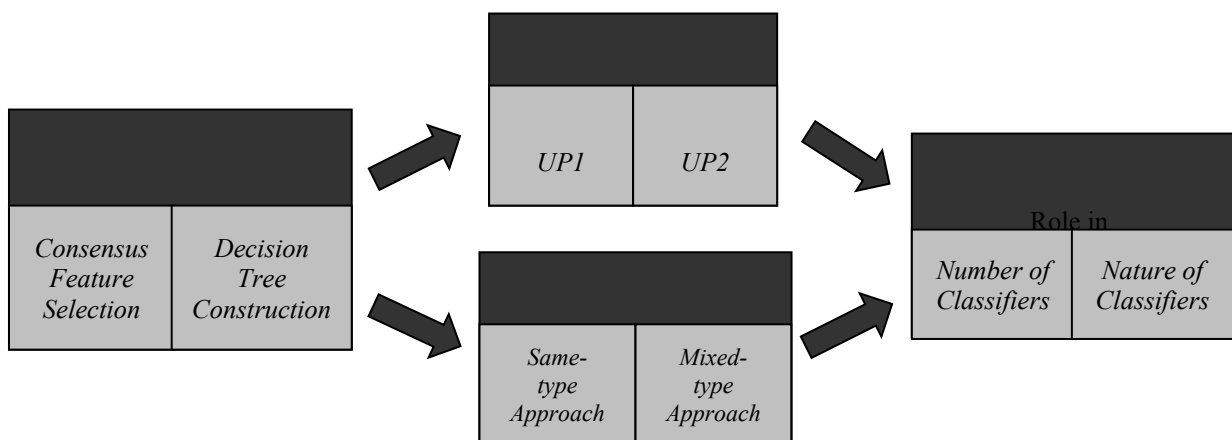 Consensus
Feature
Selection
Decision
Tree
Construction
UP1
UP2
Same-
type
Approach
Mixed-
type
Approach
Role in
Number of
Classifiers
Nature of
Classifiers